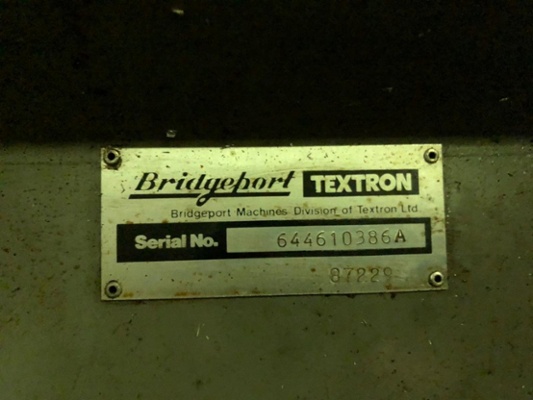 Bridgeport TEXTRON
Bridgeport Machines Division of Textron Ltd
Serial No. 644610386A
87229